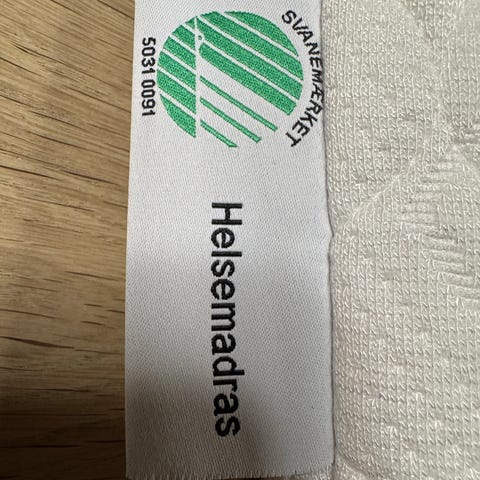 SVANEMÆRKET
5031 0091
Helsemadras